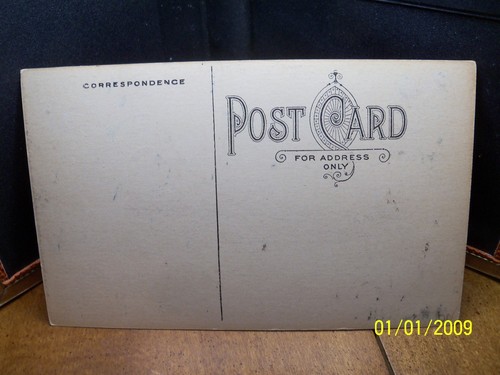 CORRESPONDENCE
POST CARD
FOR ADDRESS
ONLY
01/01/2009